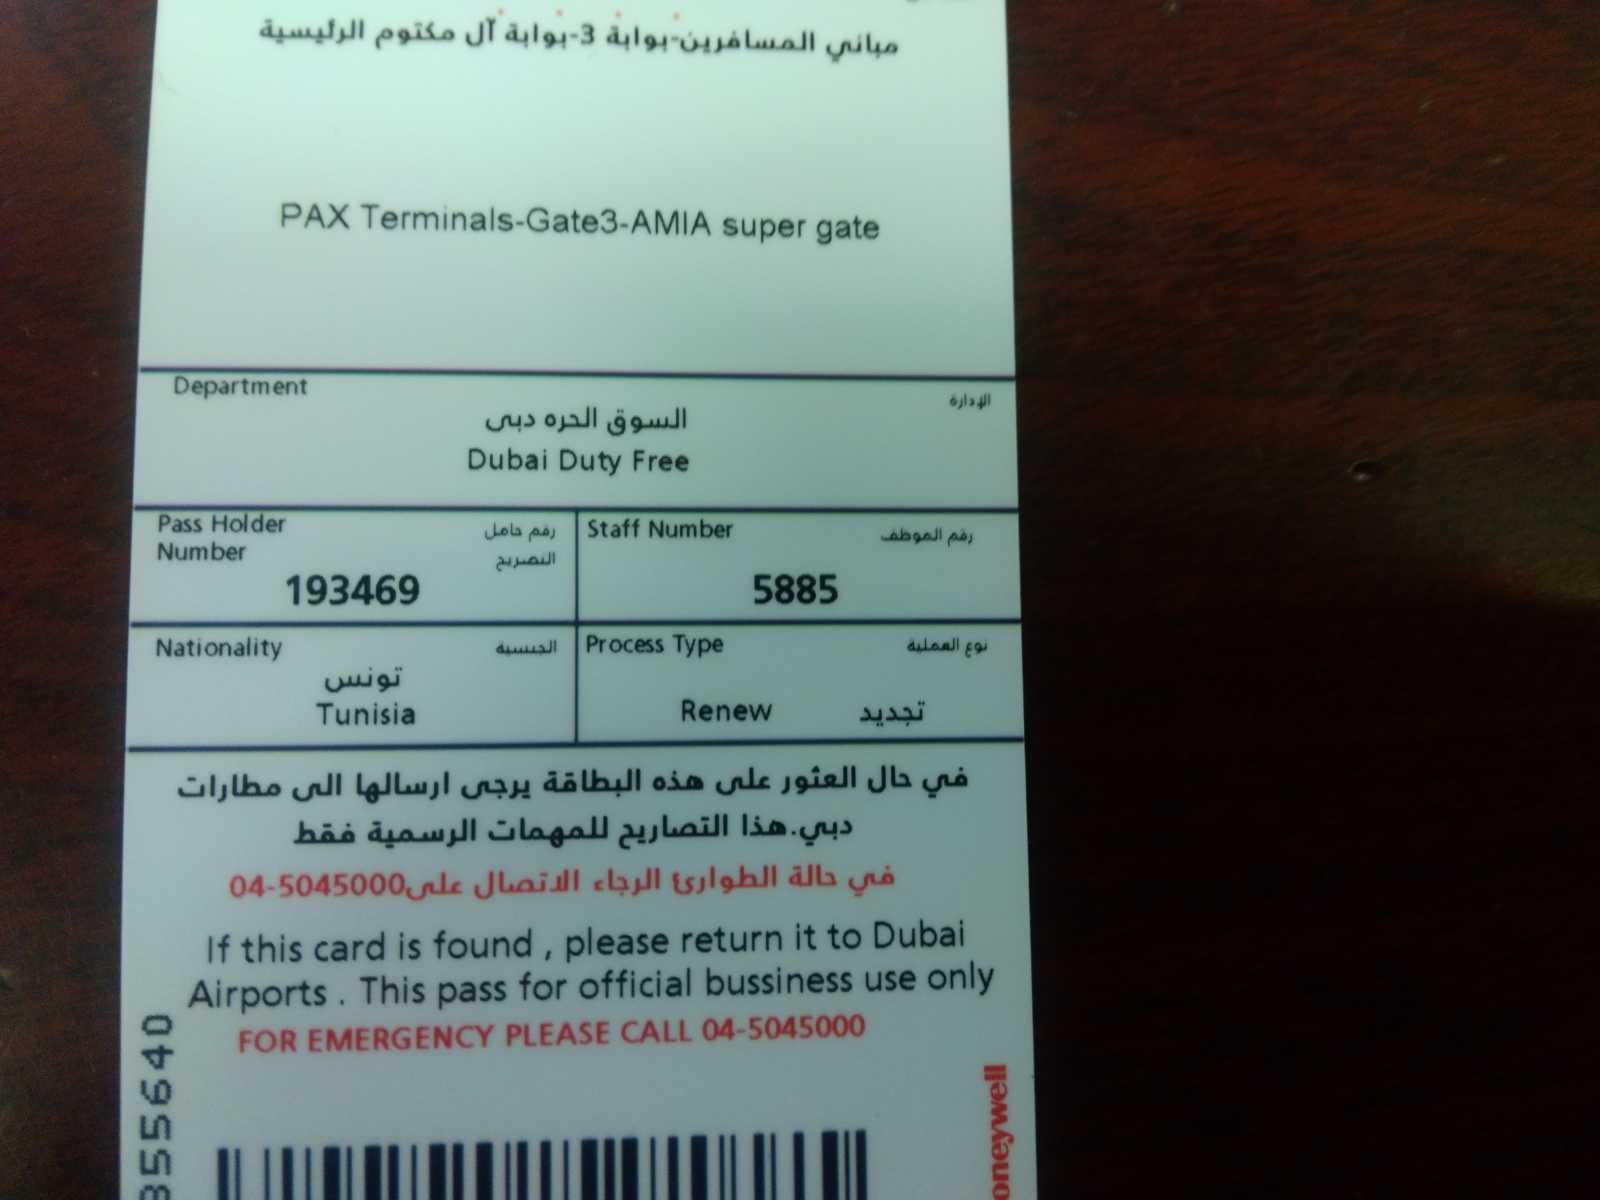 مباني المسافرين-بوابة 3-بوابة آل مكتوم الرئيسية
PAX Terminals-Gate3-AMIA super gate
Department الإدارة
السوق الحره دبى
Dubai Duty Free
Pass Holder Number رقم حامل التصريح
193469
Staff Number رقم الموظف
5885
Nationality الجنسية
تونس
Tunisia
Process Type نوع العملية
Renew تجديد
في حال العثور على هذه البطاقة يرجى ارسالها الى مطارات
دبي.هذا التصاريح للمهمات الرسمية فقط
في حالة الطوارئ الرجاء الاتصال على04-5045000
If this card is found , please return it to Dubai
Airports . This pass for official bussiness use only
FOR EMERGENCY PLEASE CALL 04-5045000
355640
oneywell